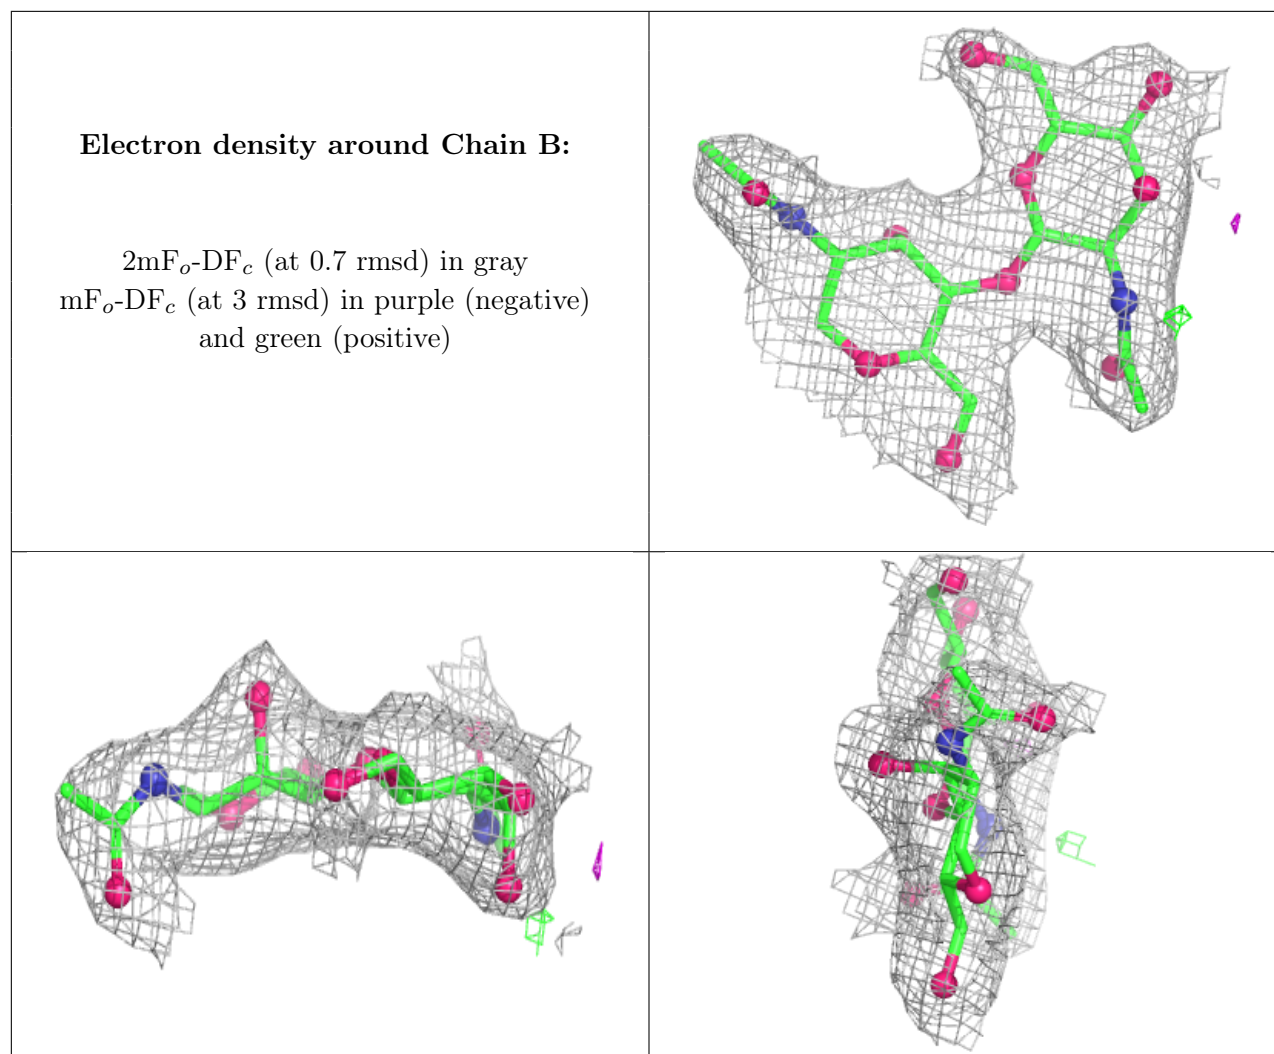 Electron density around Chain B:
2mFo-DFc (at 0.7 rmsd) in gray
mFo-DFc (at 3 rmsd) in purple (negative)
and green (positive)